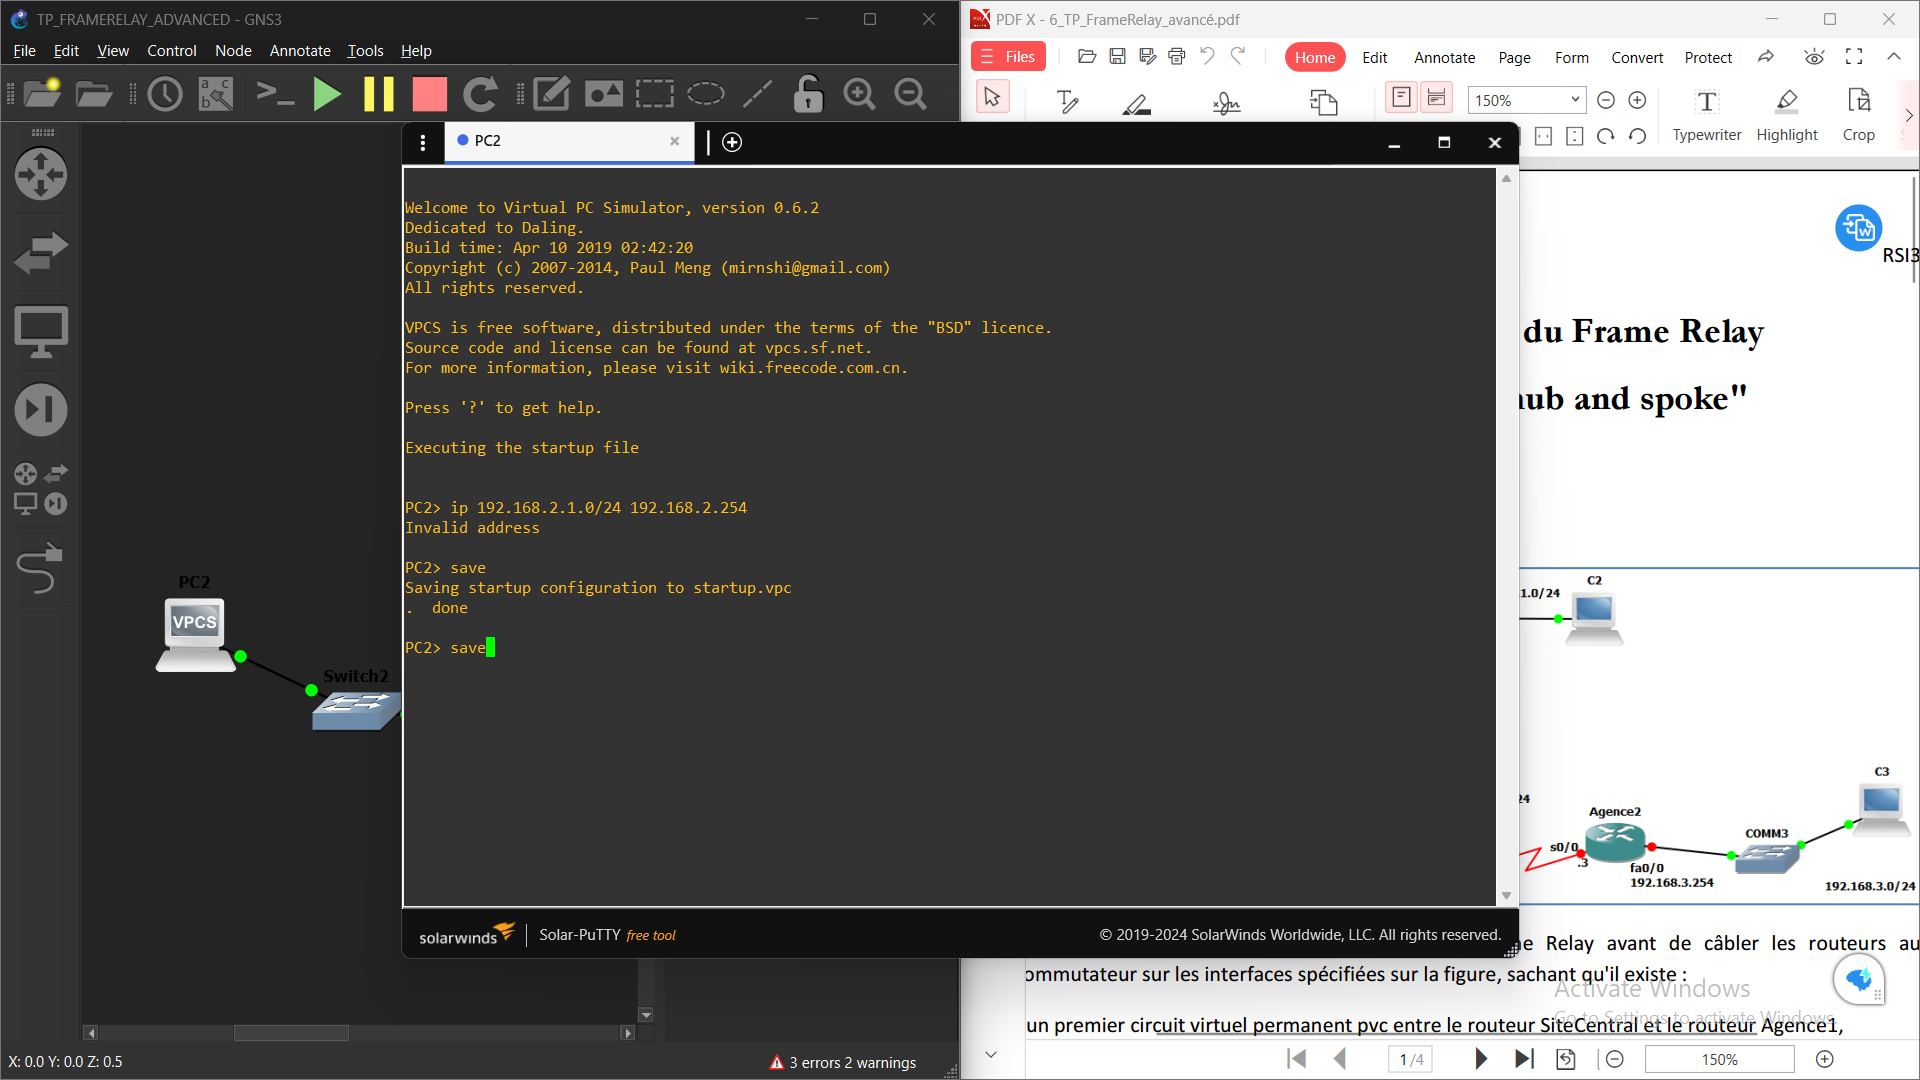 TP_FRAMERELAY_ADVANCED - GNS3
File Edit View Control Node Annotate Tools Help
PC2
VPCS
Switch2
X: 0.0 Y: 0.0 Z: 0.5
3 errors 2 warnings
PC2
Welcome to Virtual PC Simulator, version 0.6.2
Dedicated to Daling.
Build time: Apr 10 2019 02:42:20
Copyright (c) 2007-2014, Paul Meng (mirnshi@gmail.com)
All rights reserved.
VPCS is free software, distributed under the terms of the "BSD" licence.
Source code and license can be found at vpcs.sf.net.
For more information, please visit wiki.freecode.com.cn.
Press '?' to get help.
Executing the startup file
PC2> ip 192.168.2.1.0/24 192.168.2.254
Invalid address
PC2> save
Saving startup configuration to startup.vpc
.  done
PC2> save
solarwinds
Solar-PuTTY free tool
© 2019-2024 SolarWinds Worldwide, LLC. All rights reserved.
PDF X - 6_TP_FrameRelay_avancé.pdf
Files
Home Edit Annotate Page Form Convert Protect
150%
Typewriter Highlight Crop
RSI3
du Frame Relay
hub and spoke"
C2
1.0/24
C3
24
Agence2
COMM3
s0/0
.3
fa0/0
192.168.3.254
192.168.3.0/24
Relay avant de câbler les routeurs au
ommutateur sur les interfaces spécifiées sur la figure, sachant qu'il existe :
un premier circuit virtuel permanent pvc entre le routeur SiteCentral et le routeur Agence1,
Activate Windows
Go to Settings to activate Windows.
1/4
150%